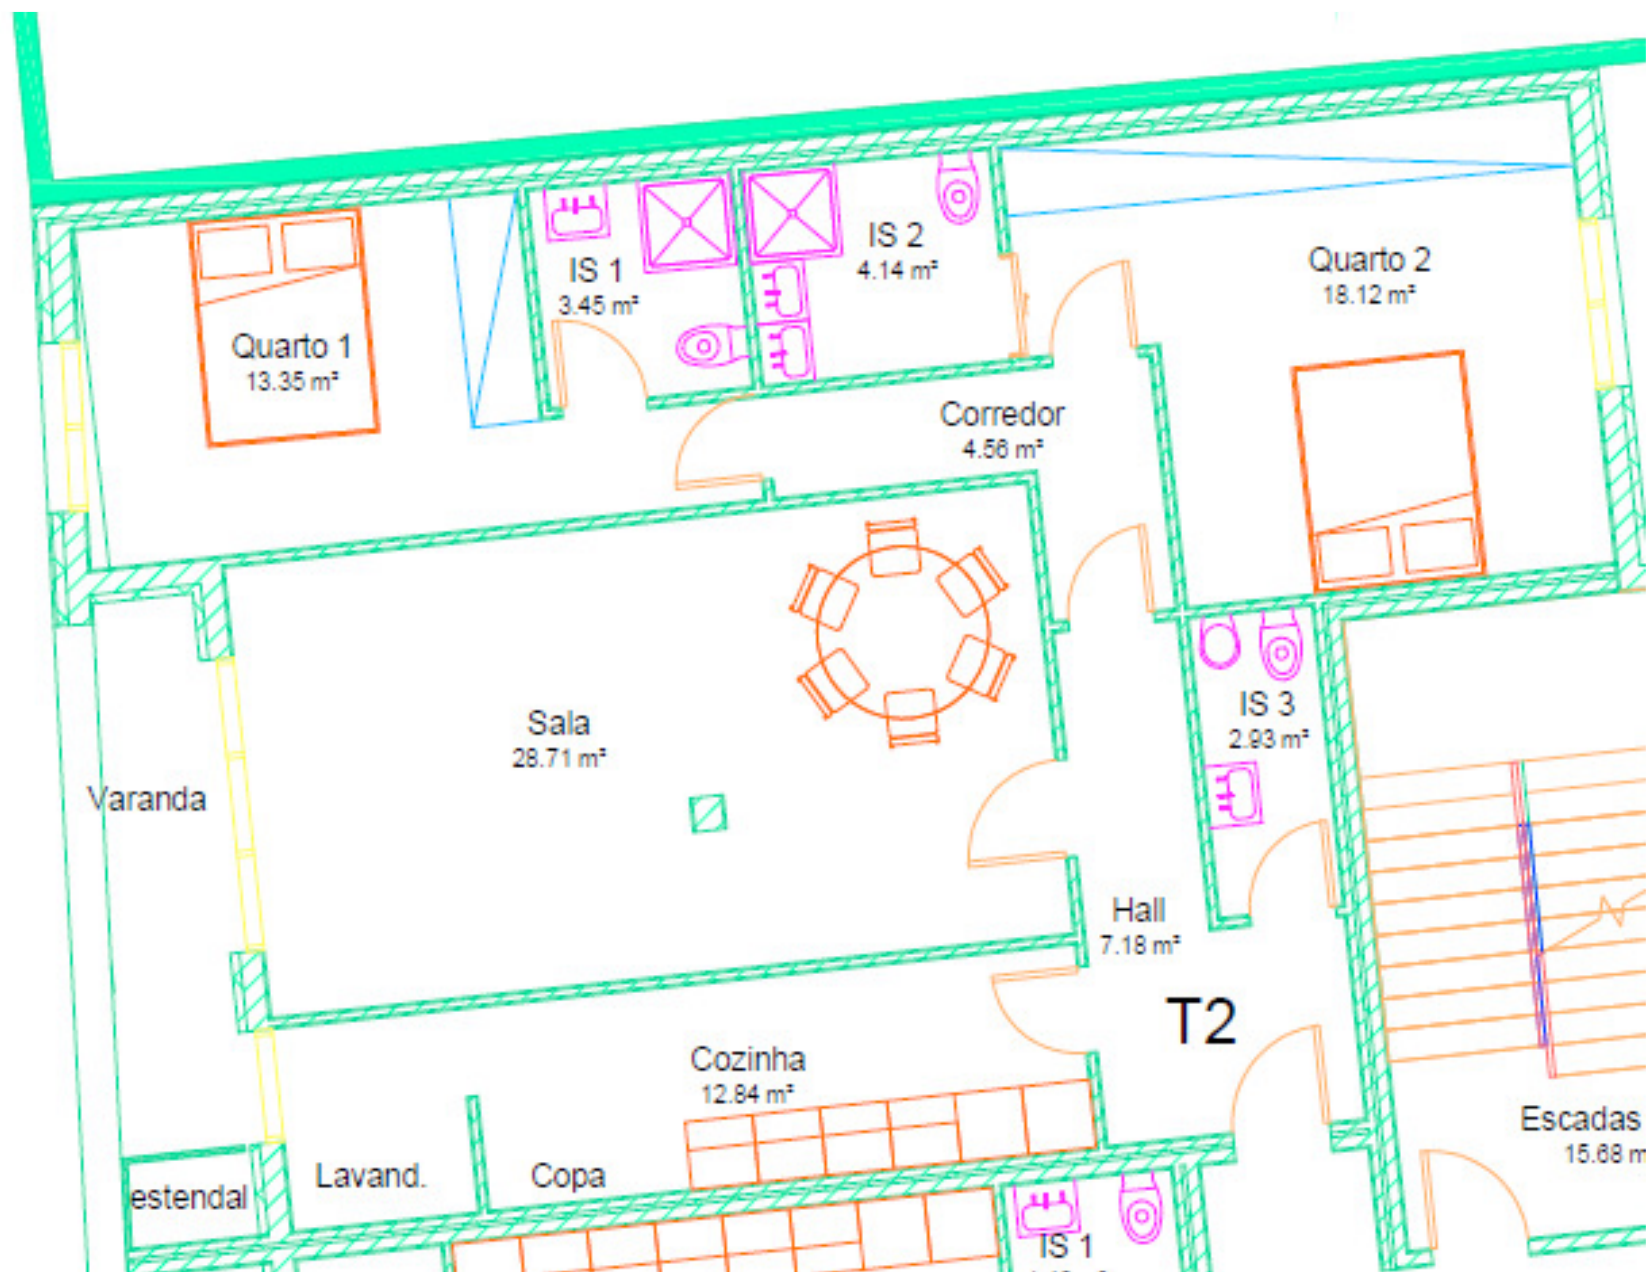 IS 2
4.14 m²
Quarto 2
18.12 m²
IS 1
3.45 m²
Quarto 1
13.35 m²
Corredor
4.56 m²
IS 3
2.93 m²
Sala
28.71 m²
Varanda
Hall
7.18 m²
T2
Cozinha
12.84 m²
Escadas
15.68 m
Lavand.
Copa
estendal
IS 1